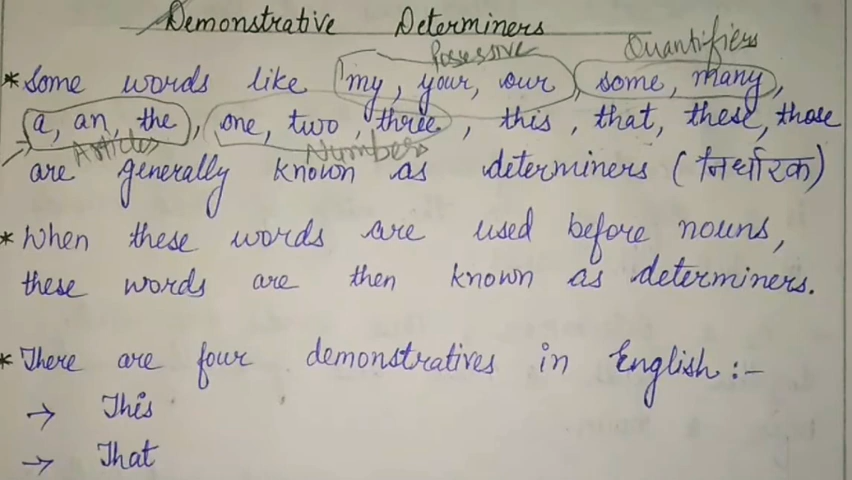 Demonstrative Determiners
Possessive
Quantifiers
* Some words like my, your, our, some, many,
a, an, the, one, two, three, this, that, these, those
Articles
Numbers
are generally known as determiners (निर्धारक)
* When these words are used before nouns,
these words are then known as determiners.
* There are four demonstratives in English :-
→ This
→ That